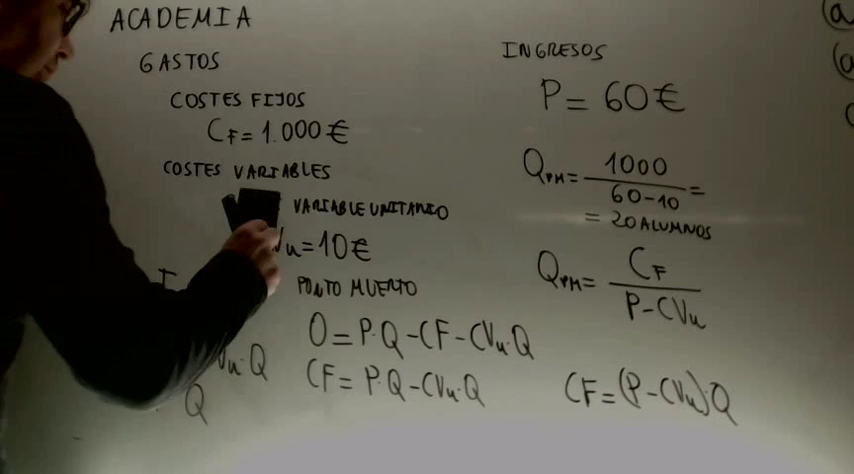 ACADEMIA
GASTOS
COSTES FIJOS
CF = 1.000 €
COSTES VARIABLES
VARIABLE UNITARIO
Vu = 10 €
PUNTO MUERTO
0 = P·Q - CF - CVu·Q
CF = P·Q - CVu·Q
Vu·Q
Q
INGRESOS
P = 60 €
QPM = 1000 / 60-10 =
= 20 ALUMNOS
QPM = CF / P - CVu
CF = (P - CVu)·Q
(a
(a